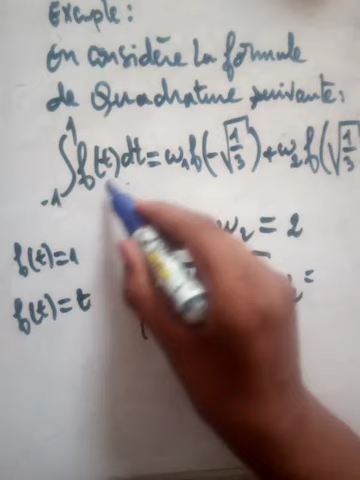 Exemple:
On considère la formule
de Quadrature suivante:
∫₋₁¹ f(t)dt = ω₁f(-√(1/3)) + ω₂f(√(1/3)
ω₂ = 2
f(t)=1
f(t)=t